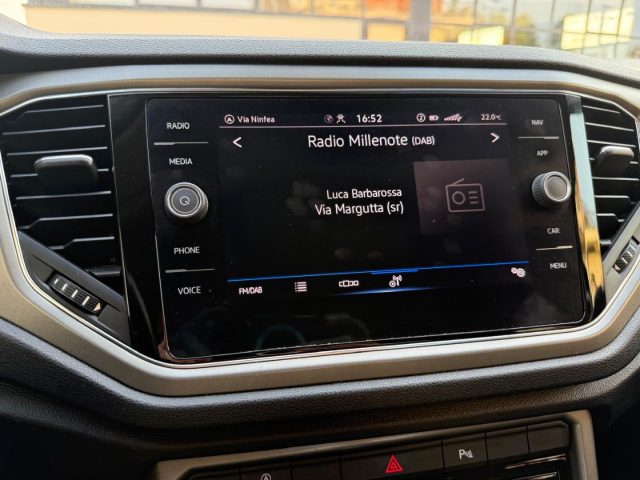 RADIO
MEDIA
PHONE
VOICE
Via Ninfea
16:52
2
22.0°C
Radio Millenote (DAB)
Luca Barbarossa
Via Margutta (sr)
FM/DAB
NAV
APP
CAR
MENU
P